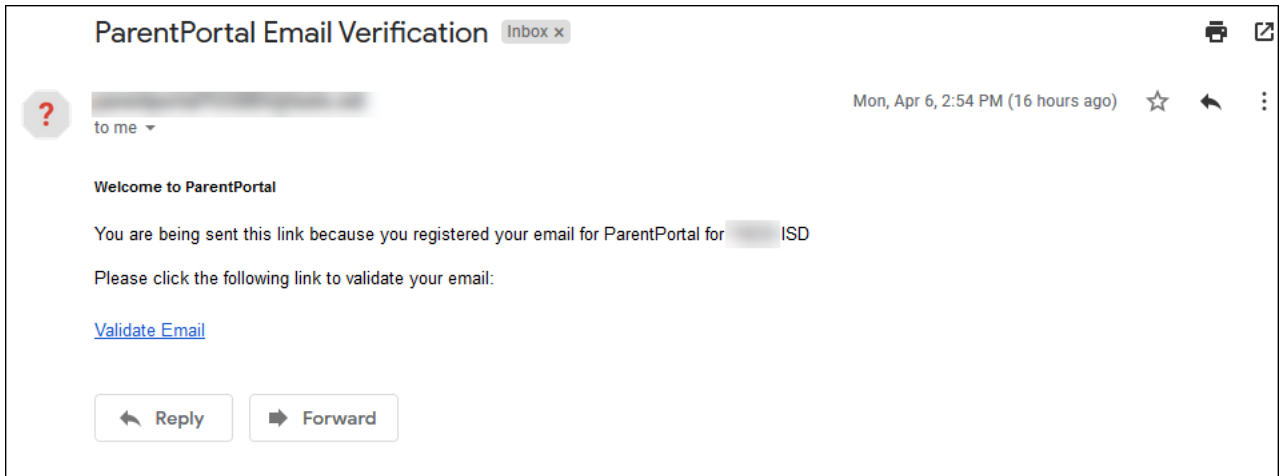 ParentPortal Email Verification Inbox x
?
Mon, Apr 6, 2:54 PM (16 hours ago)
to me
Welcome to ParentPortal
You are being sent this link because you registered your email for ParentPortal for ISD
Please click the following link to validate your email:
Validate Email
Reply Forward